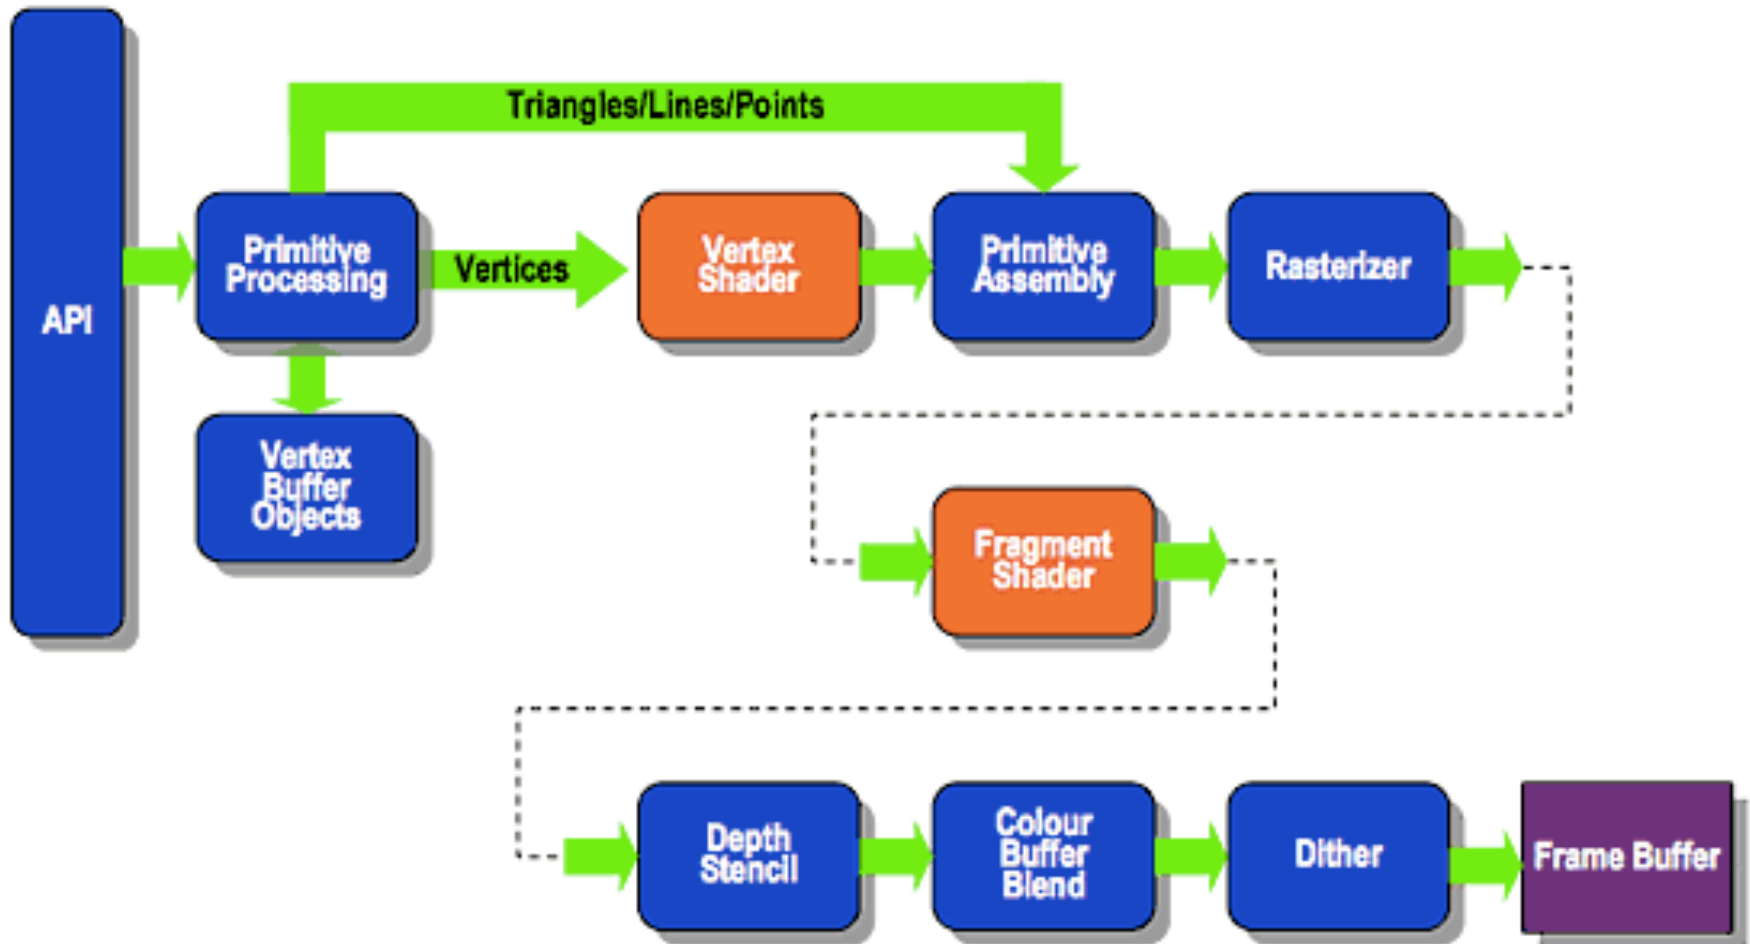 Triangles/Lines/Points
API
Primitive
Processing
Vertices
Vertex
Shader
Primitive
Assembly
Rasterizer
Vertex
Buffer
Objects
Fragment
Shader
Depth
Stencil
Colour
Buffer
Blend
Dither
Frame Buffer